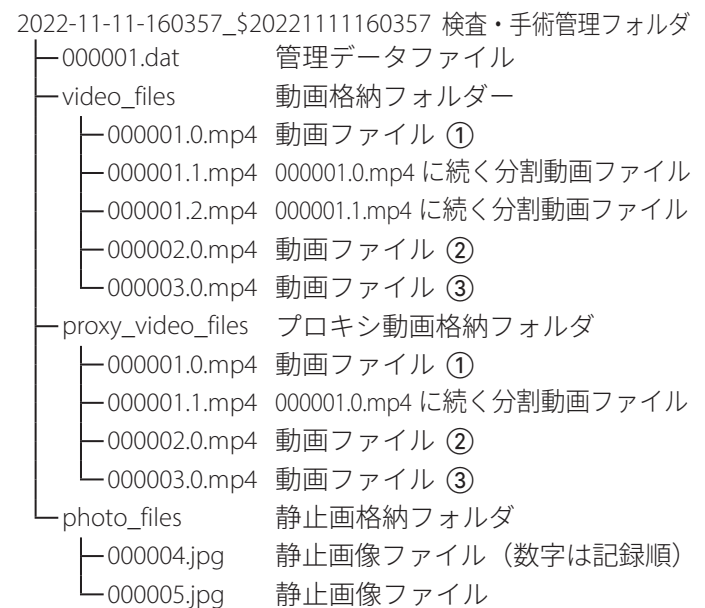 2022-11-11-160357_$20221111160357 検査・手術管理フォルダ
000001.dat 管理データファイル
video_files 動画格納フォルダー
000001.0.mp4 動画ファイル ①
000001.1.mp4 000001.0.mp4 に続く分割動画ファイル
000001.2.mp4 000001.1.mp4 に続く分割動画ファイル
000002.0.mp4 動画ファイル ②
000003.0.mp4 動画ファイル ③
proxy_video_files プロキシ動画格納フォルダ
000001.0.mp4 動画ファイル ①
000001.1.mp4 000001.0.mp4 に続く分割動画ファイル
000002.0.mp4 動画ファイル ②
000003.0.mp4 動画ファイル ③
photo_files 静止画格納フォルダ
000004.jpg 静止画像ファイル（数字は記録順）
000005.jpg 静止画像ファイル